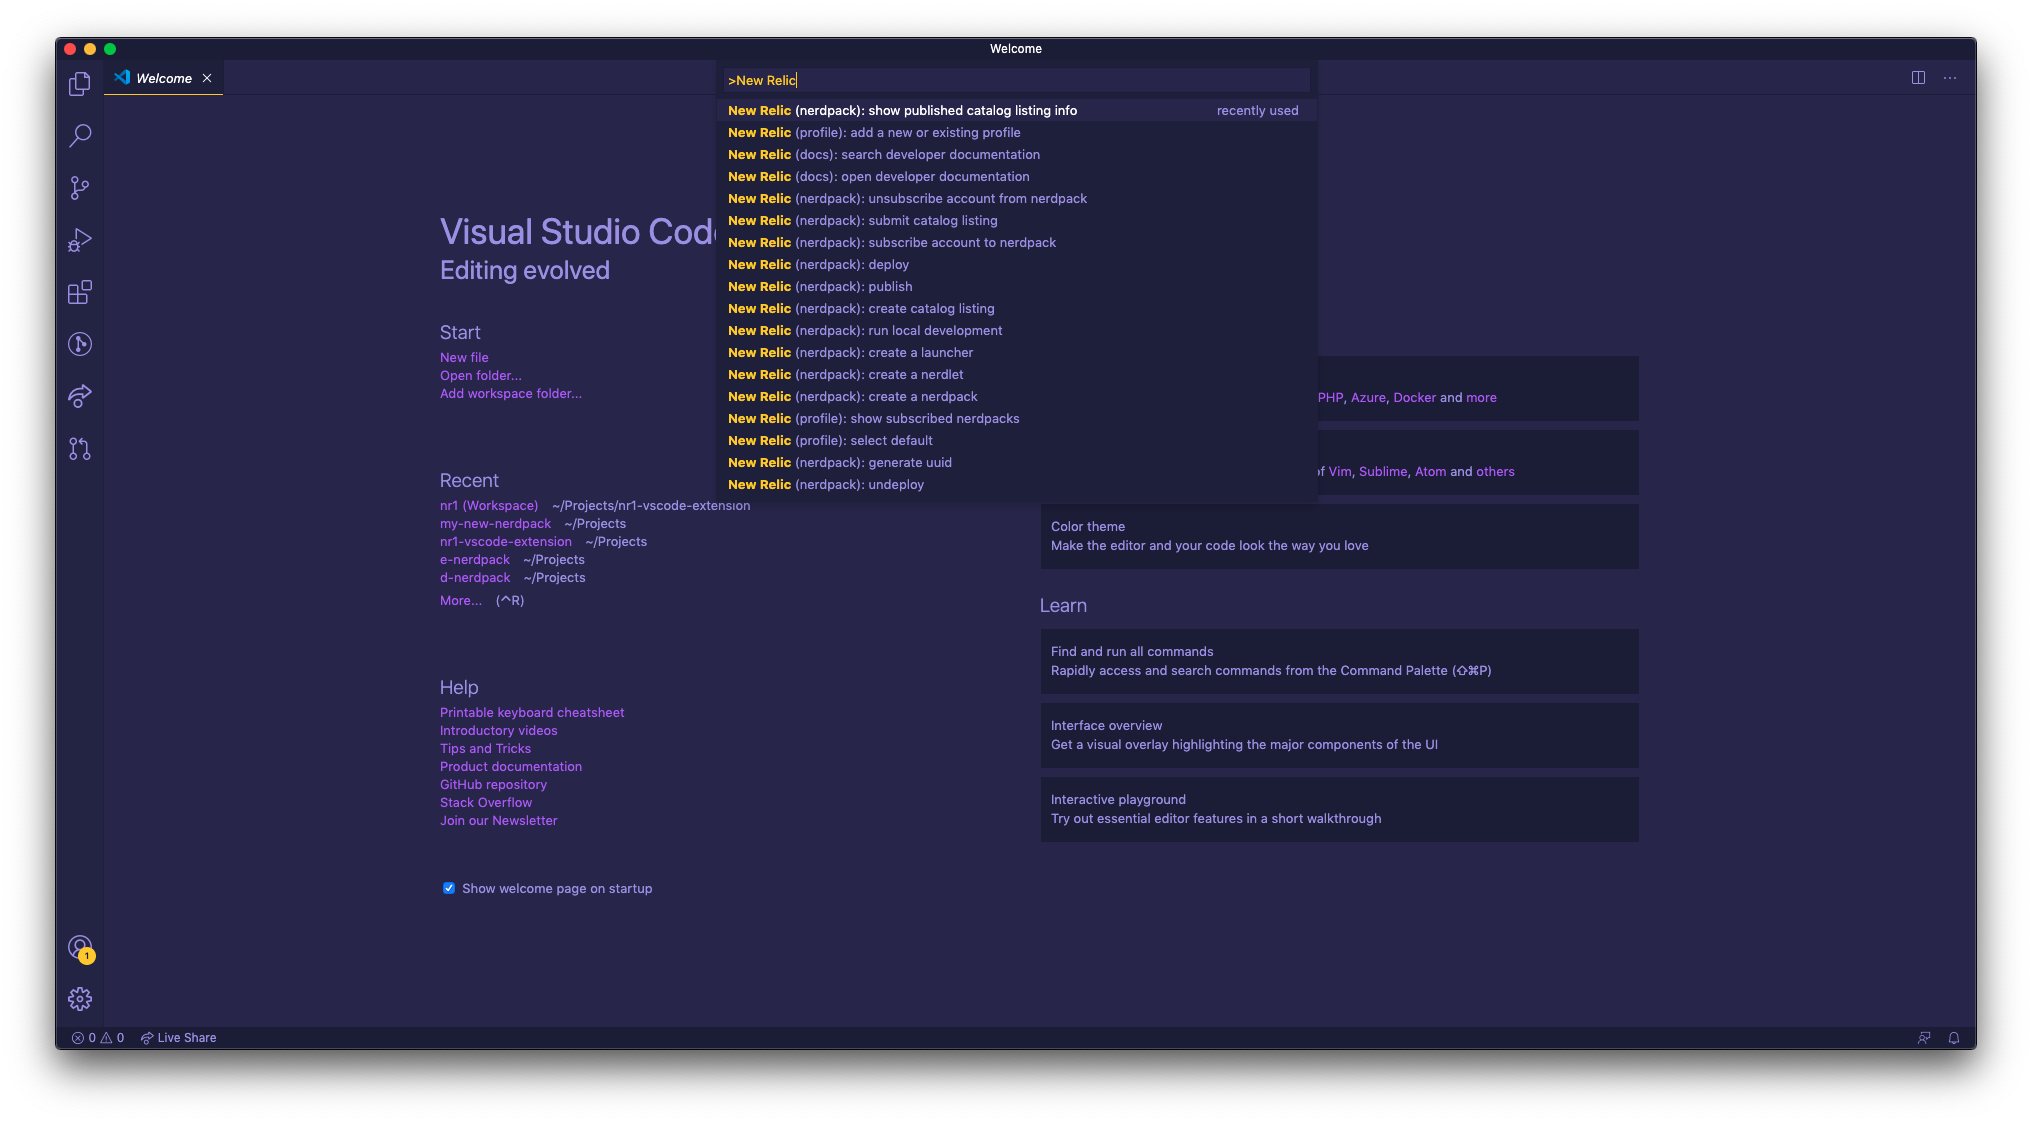 Welcome
Welcome
>New Relic
New Relic (nerdpack): show published catalog listing info recently used
New Relic (profile): add a new or existing profile
New Relic (docs): search developer documentation
New Relic (docs): open developer documentation
New Relic (nerdpack): unsubscribe account from nerdpack
New Relic (nerdpack): submit catalog listing
New Relic (nerdpack): subscribe account to nerdpack
New Relic (nerdpack): deploy
New Relic (nerdpack): publish
New Relic (nerdpack): create catalog listing
New Relic (nerdpack): run local development
New Relic (nerdpack): create a launcher
New Relic (nerdpack): create a nerdlet
New Relic (nerdpack): create a nerdpack
New Relic (profile): show subscribed nerdpacks
New Relic (profile): select default
New Relic (nerdpack): generate uuid
New Relic (nerdpack): undeploy
Visual Studio Code
Editing evolved
Start
New file
Open folder...
Add workspace folder...
Recent
nr1 (Workspace) ~/Projects/nr1-vscode-extension
my-new-nerdpack ~/Projects
nr1-vscode-extension ~/Projects
e-nerdpack ~/Projects
d-nerdpack ~/Projects
More... (^R)
Help
Printable keyboard cheatsheet
Introductory videos
Tips and Tricks
Product documentation
GitHub repository
Stack Overflow
Join our Newsletter
Show welcome page on startup
PHP, Azure, Docker and more
of Vim, Sublime, Atom and others
Color theme
Make the editor and your code look the way you love
Learn
Find and run all commands
Rapidly access and search commands from the Command Palette (⇧⌘P)
Interface overview
Get a visual overlay highlighting the major components of the UI
Interactive playground
Try out essential editor features in a short walkthrough
1
0 0 Live Share